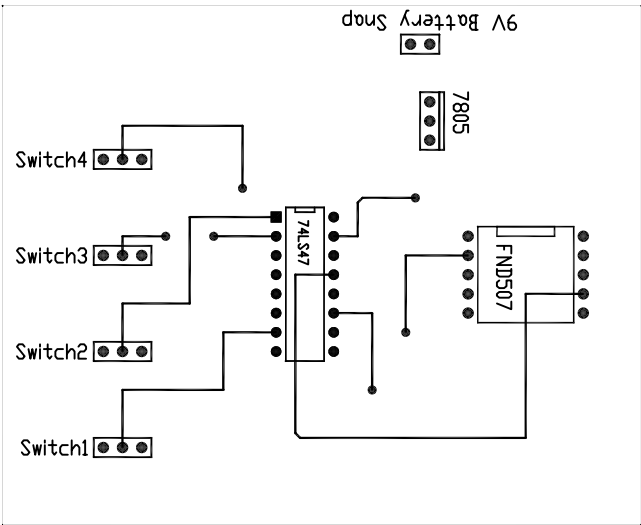 9V Battery Snap
7805
Switch4
74LS47
FND507
Switch3
Switch2
Switch1